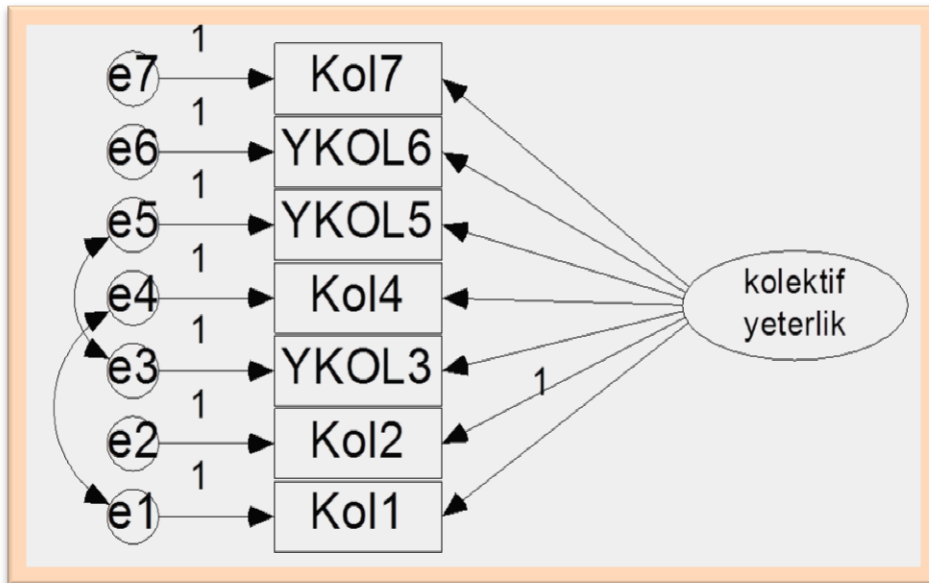 1
e7 Kol7
1
e6 YKOL6
1
e5 YKOL5
1
e4 Kol4
1
e3 YKOL3
1
e2 Kol2
1
e1 Kol1
1
kolektif
yeterlik